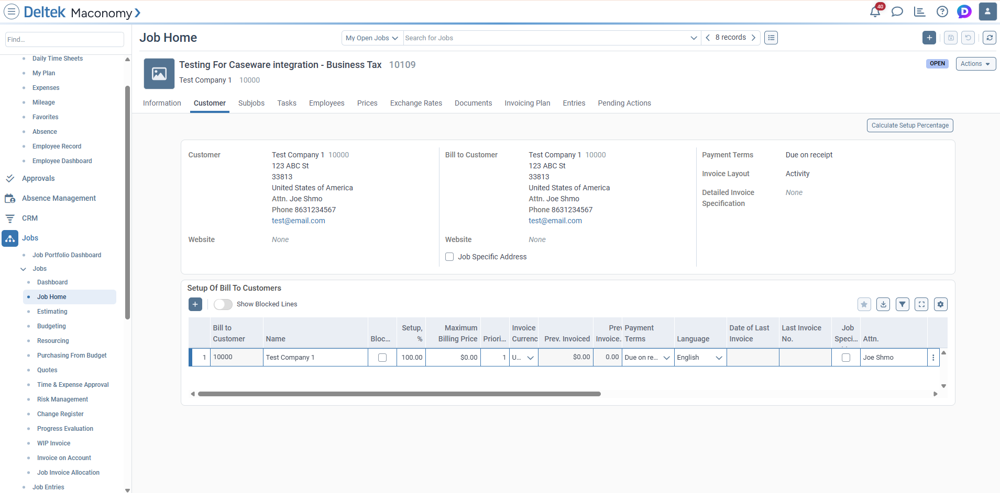 Deltek Maconomy
40
Find...
Job Home
My Open Jobs
Search for Jobs
8 records
Daily Time Sheets
My Plan
Expenses
Mileage
Favorites
Absence
Employee Record
Employee Dashboard
Approvals
Absence Management
CRM
Jobs
Job Portfolio Dashboard
Jobs
Dashboard
Job Home
Estimating
Budgeting
Resourcing
Purchasing From Budget
Quotes
Time & Expense Approval
Risk Management
Change Register
Progress Evaluation
WIP Invoice
Invoice on Account
Job Invoice Allocation
Job Entries
Testing For Caseware integration - Business Tax 10109
Test Company 1 10000
OPEN
Actions
Information Customer Subjobs Tasks Employees Prices Exchange Rates Documents Invoicing Plan Entries Pending Actions
Calculate Setup Percentage
Customer
Test Company 1 10000
123 ABC St
33813
United States of America
Attn. Joe Shmo
Phone 8631234567
test@email.com
Website None
Bill to Customer
Test Company 1 10000
123 ABC St
33813
United States of America
Attn. Joe Shmo
Phone 8631234567
test@email.com
Website None
Job Specific Address
Payment Terms Due on receipt
Invoice Layout Activity
Detailed Invoice Specification None
Setup Of Bill To Customers
Show Blocked Lines
Bill to Customer Name Bloc... Setup, % Maximum Billing Price Priori... Invoice Currenc Prev. Invoiced Prev Invoice. Payment Terms Language Date of Last Invoice Last Invoice No. Job Speci... Attn.
1 10000 Test Company 1 100.00 $0.00 1 U... $0.00 0.00 Due on re... English Joe Shmo